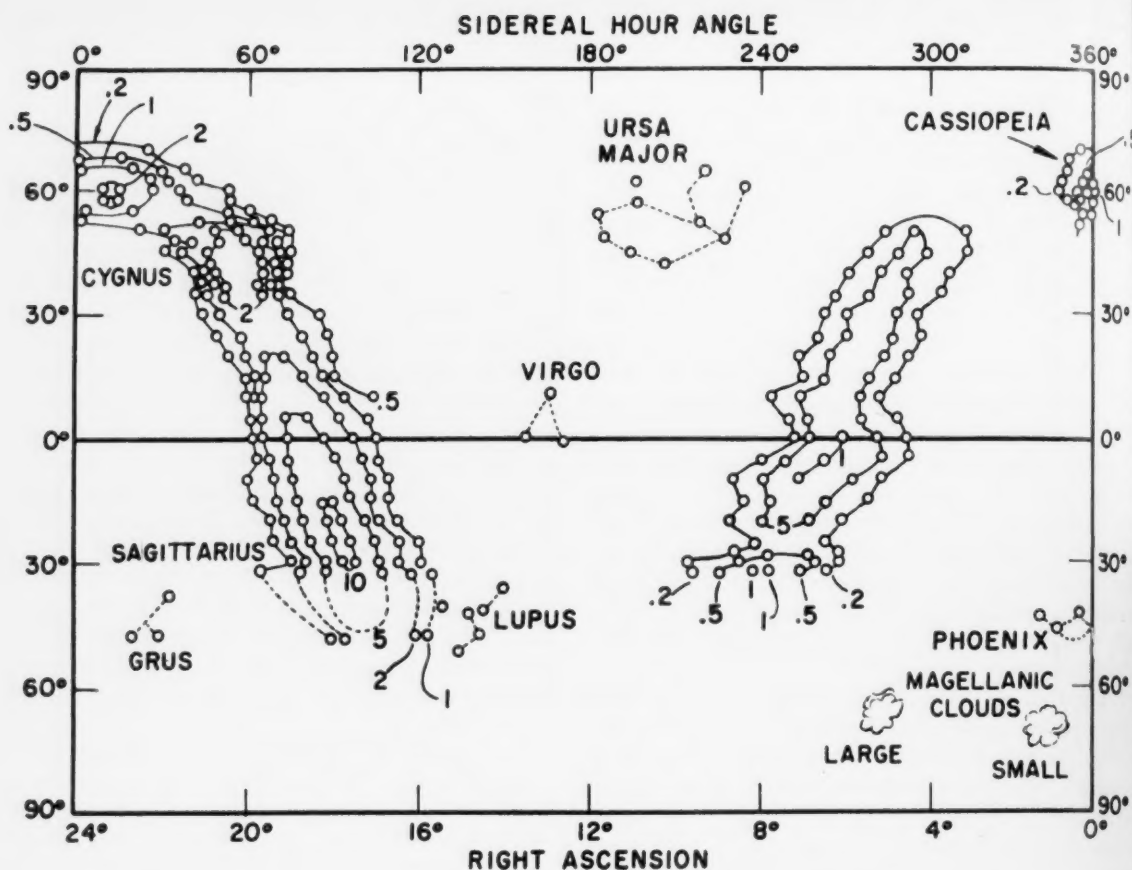 SIDEREAL HOUR ANGLE
0° 60° 120° 180° 240° 300° 360°
90° 90°
.2 1
.5 2
URSA
MAJOR
CASSIOPEIA
.2 .5
60° 60°
1
CYGNUS
2
30° 30°
VIRGO
.5
0° 0°
1
.5
SAGITTARIUS
10
30° 30°
.2 .5 1 1 .5 .2
LUPUS
GRUS
5
2 1
PHOENIX
60° 60°
MAGELLANIC
CLOUDS
LARGE
SMALL
90° 90°
24° 20° 16° 12° 8° 4° 0°
RIGHT ASCENSION